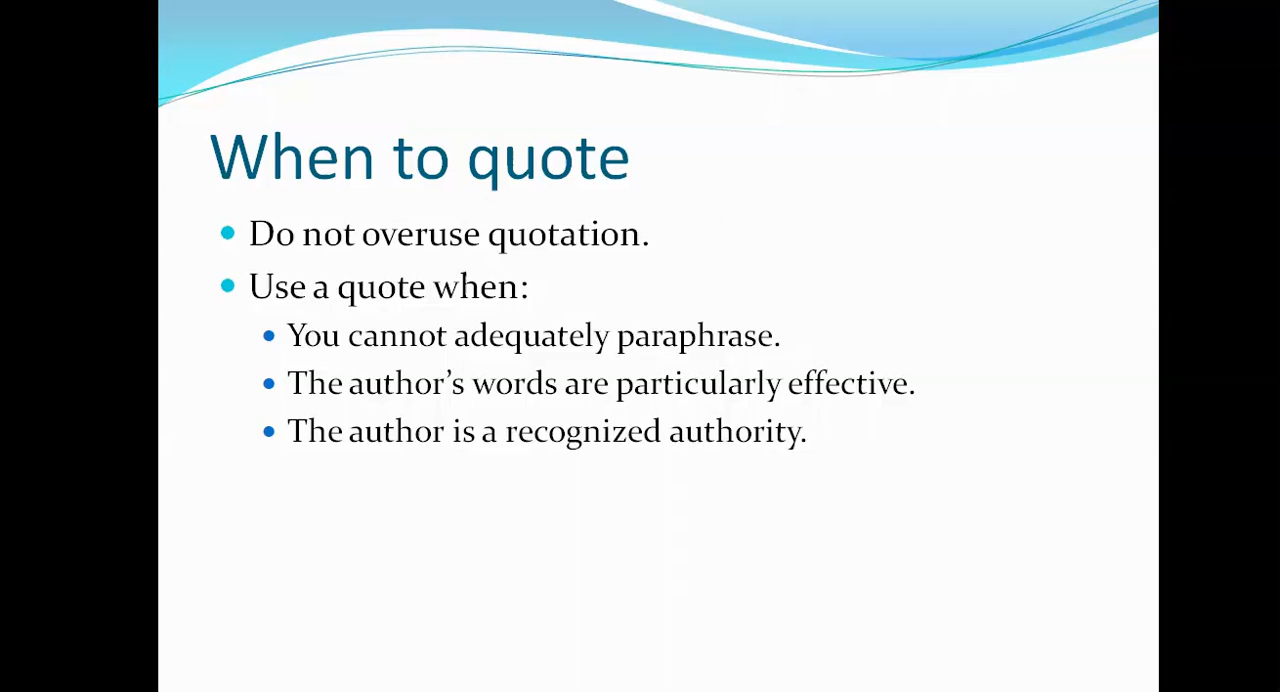 When to quote
Do not overuse quotation.
Use a quote when:
You cannot adequately paraphrase.
The author’s words are particularly effective.
The author is a recognized authority.